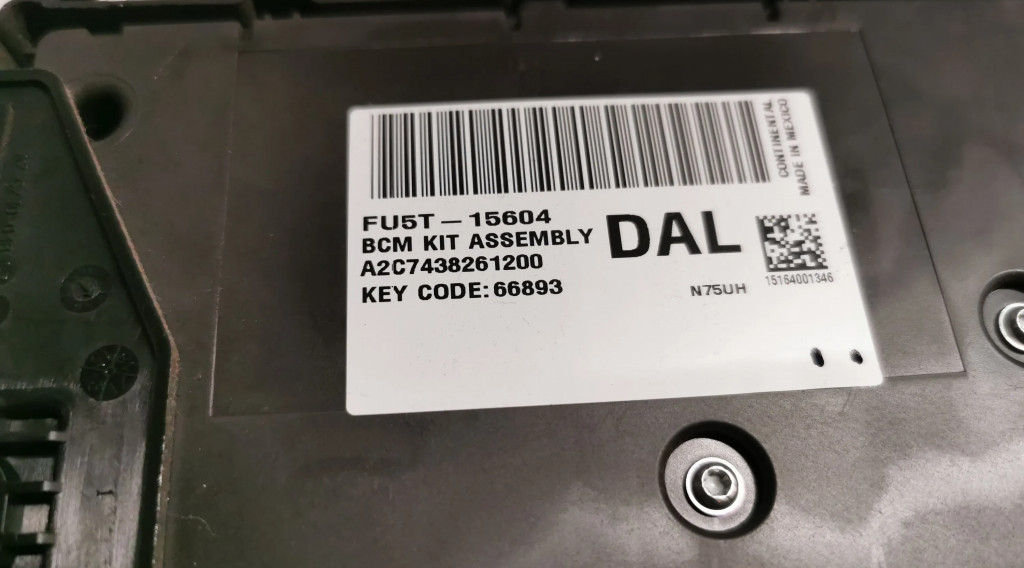 CONTINENTAL
MADE IN MEXICO
FU5T – 15604
BCM KIT ASSEMBLY
DAL
A2C7438261200
KEY CODE: 66893
N75UH
15164001346